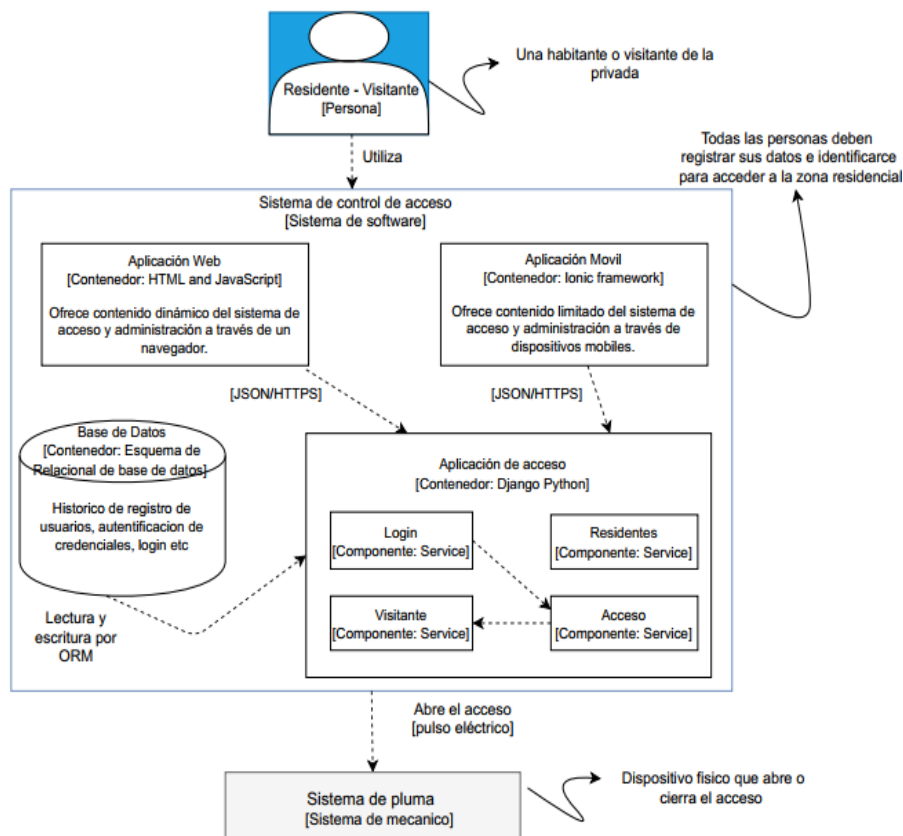 Residente - Visitante
[Persona]
Una habitante o visitante de la
privada
Utiliza
Todas las personas deben
registrar sus datos e identificarce
para acceder a la zona residencial
Sistema de control de acceso
[Sistema de software]
Aplicación Web
[Contenedor: HTML and JavaScript]
Ofrece contenido dinámico del sistema de
acceso y administración a través de un
navegador.
Aplicación Movil
[Contenedor: Ionic framework]
Ofrece contenido limitado del sistema de
acceso y administración a través de
dispositivos mobiles.
[JSON/HTTPS]
[JSON/HTTPS]
Base de Datos
[Contenedor: Esquema de
Relacional de base de datos]
Historico de registro de
usuarios, autentificacion de
credenciales, login etc
Lectura y
escritura por
ORM
Aplicación de acceso
[Contenedor: Django Python]
Login
[Componente: Service]
Residentes
[Componente: Service]
Visitante
[Componente: Service]
Acceso
[Componente: Service]
Abre el acceso
[pulso eléctrico]
Sistema de pluma
[Sistema de mecanico]
Dispositivo fisico que abre o
cierra el acceso